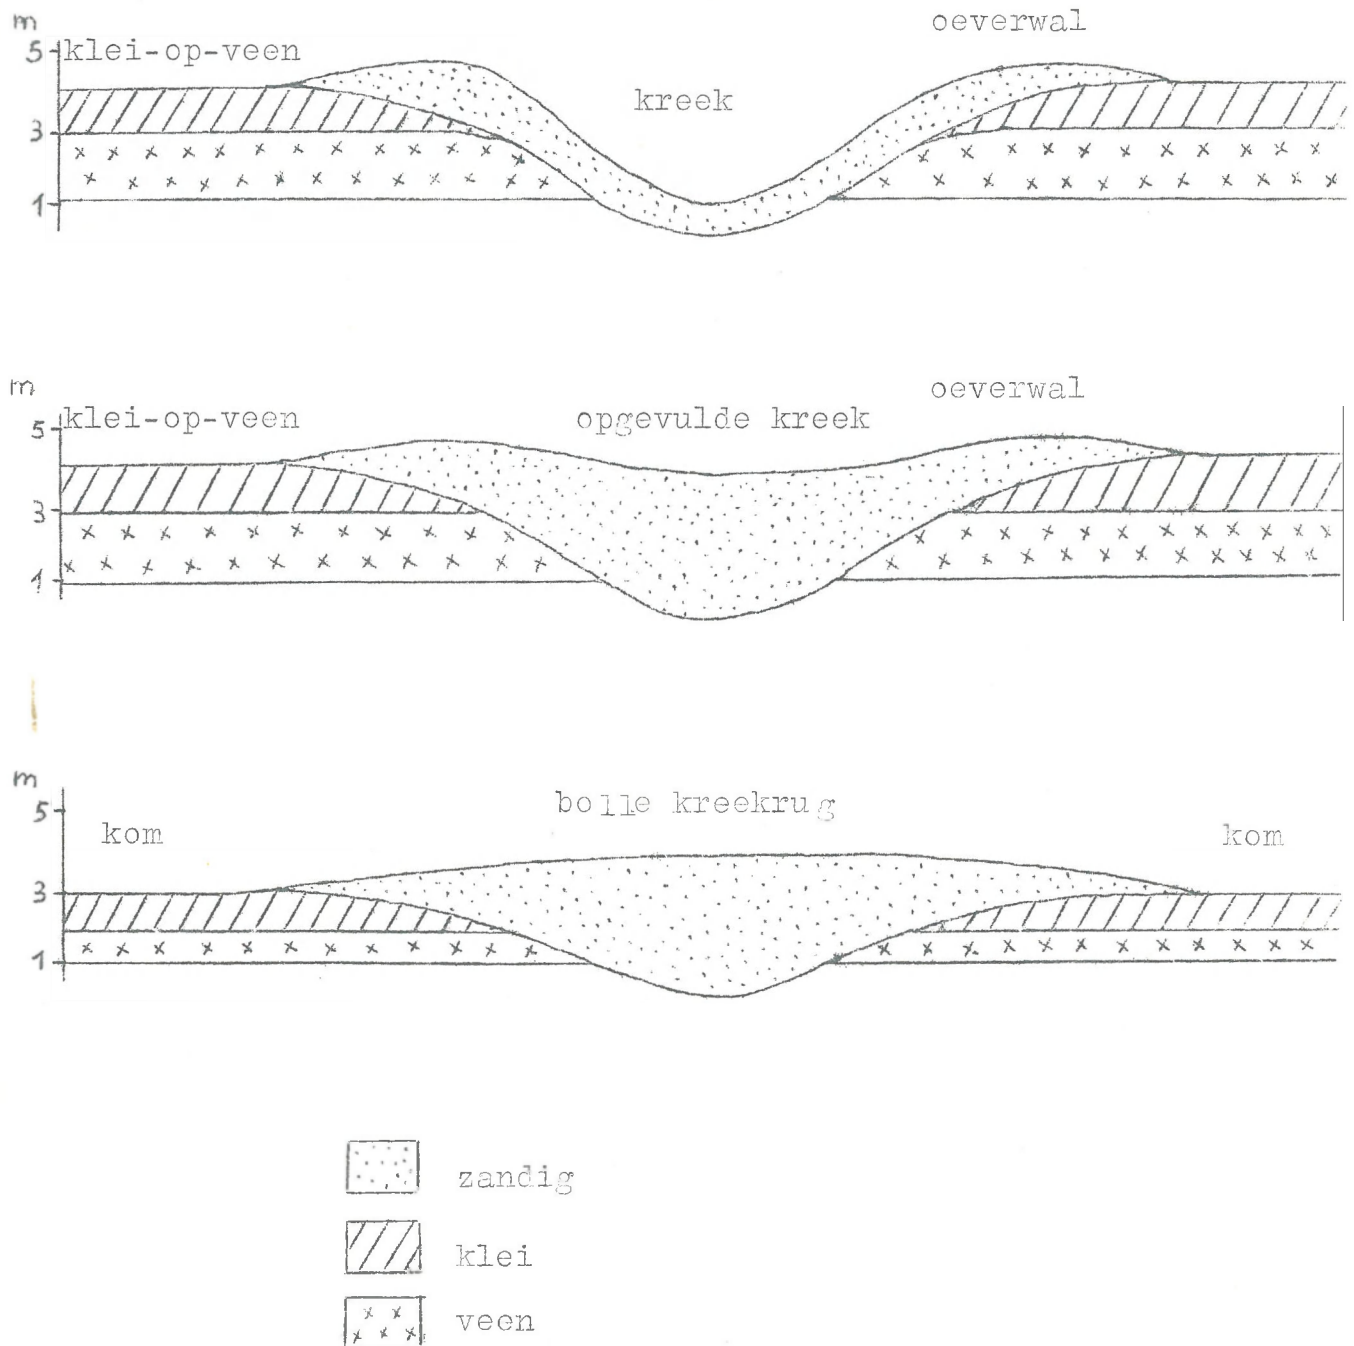 m
oeverwal
5 klei-op-veen
kreek
3
1
m
oeverwal
5 klei-op-veen opgevulde kreek
3
1
m
5 bolle kreekrug
kom kom
3
1
zandig
klei
veen